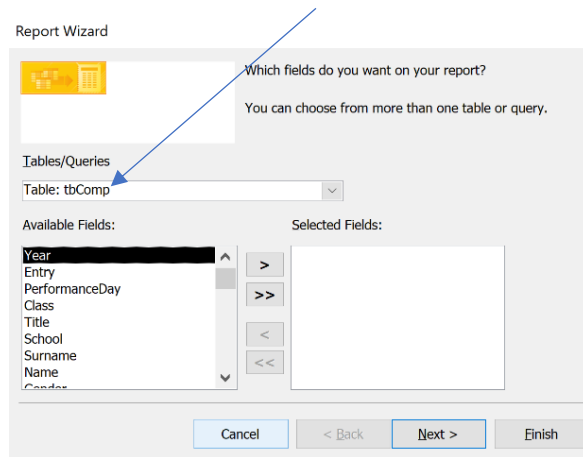 Report Wizard
Which fields do you want on your report?
You can choose from more than one table or query.
Tables/Queries
Table: tbComp
Available Fields:
Selected Fields:
Year
Entry
PerformanceDay
Class
Title
School
Surname
Name
Gender
>
>>
<
<<
Cancel
< Back
Next >
Finish